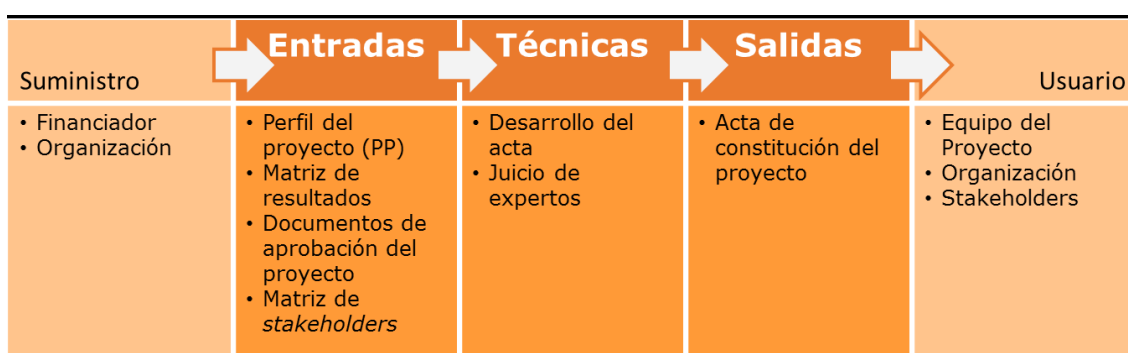 Suministro
Entradas
Técnicas
Salidas
Usuario
• Financiador
• Organización
• Perfil del
proyecto (PP)
• Matriz de
resultados
• Documentos de
aprobación del
proyecto
• Matriz de
stakeholders
• Desarrollo del
acta
• Juicio de
expertos
• Acta de
constitución del
proyecto
• Equipo del
Proyecto
• Organización
• Stakeholders